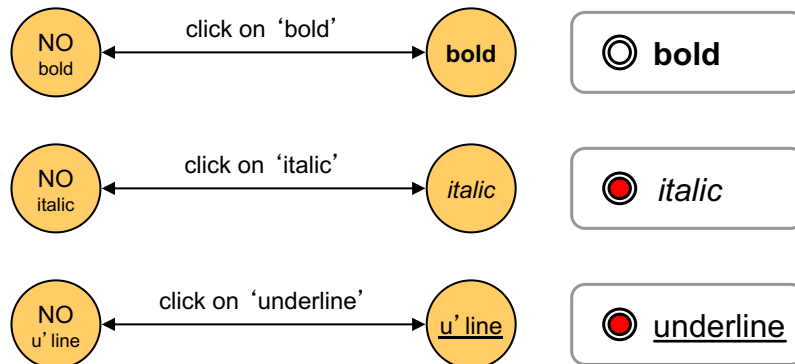 NO
bold
click on ‘bold’
bold
bold
NO
italic
click on ‘italic’
italic
italic
NO
u’line
click on ‘underline’
u’line
underline